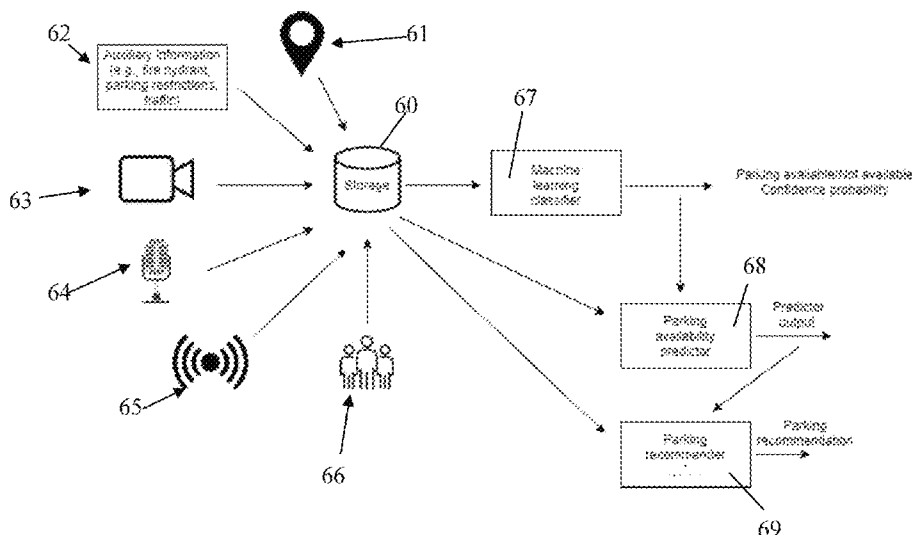 62
61
Auxiliary information
(e.g., fire hydrant,
parking restrictions,
traffic)
60
67
Storage
Machine
learning
classifier
Parking available/Not available
Confidence probability
63
64
68
Parking
availability
predictor
Predictor
output
65
66
Parking
recommender
Parking
recommendation
69